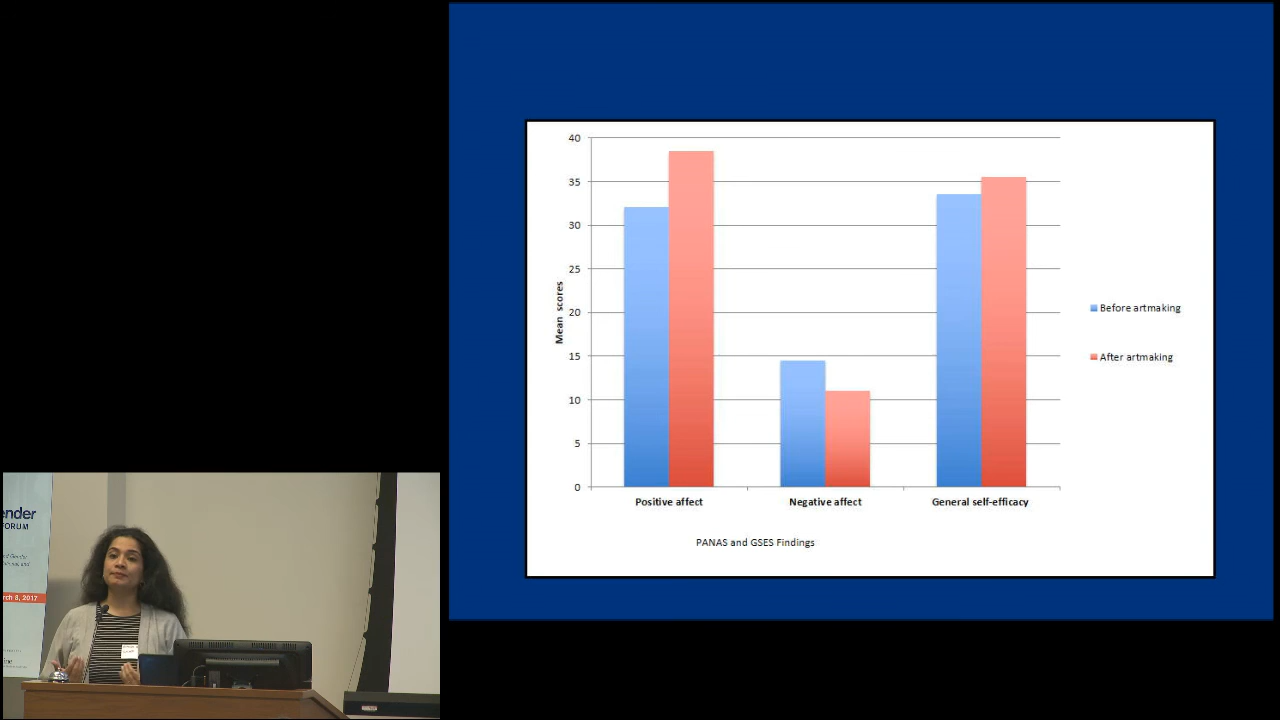 40
35
30
25
20
15
10
5
0
Mean scores
Positive affect
Negative affect
General self-efficacy
PANAS and GSES Findings
Before artmaking
After artmaking
ender
FORUM
rch 8, 2017